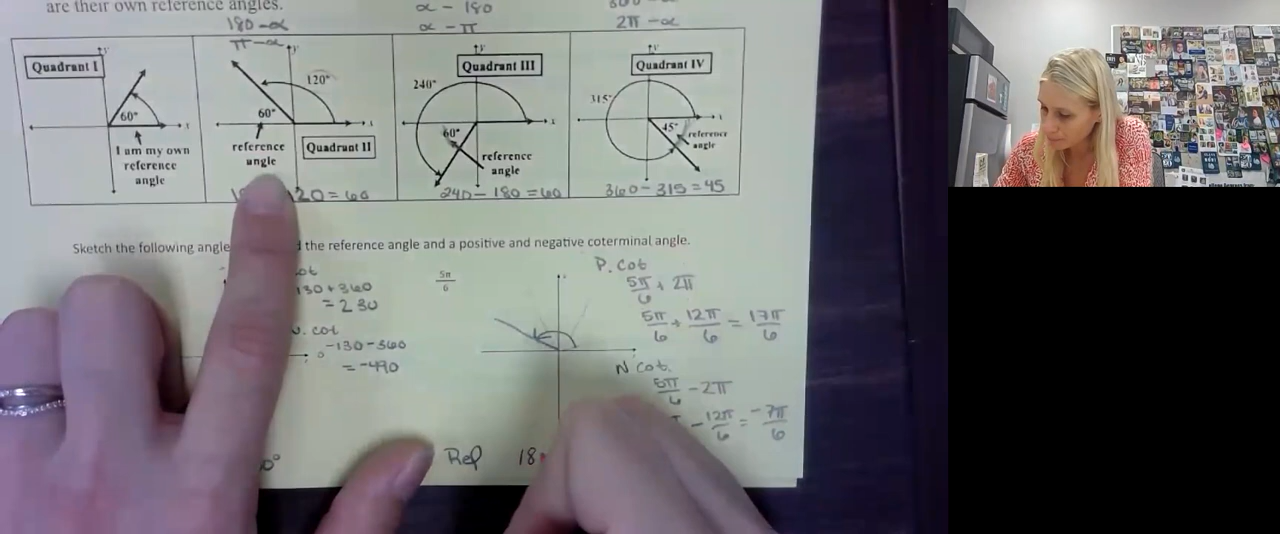 are their own reference angles.
180-α
π-α
α - 180
α - π
2π-α
Quadrant I
y
60°
x
I am my own
reference
angle
y
120°
60°
x
reference
angle
Quadrant II
120=60
Quadrant III
y
240°
60°
x
reference
angle
240-180=60
Quadrant IV
y
315°
45°
x
reference
angle
360-315=45
Sketch the following angle
the reference angle and a positive and negative coterminal angle.
130+360
= 230
cot
-130-360
= -490
5π/6
P. Cot
5π/6 + 2π
5π/6 + 12π/6 = 17π/6
N Cot.
5π/6 - 2π
- 12π/6 = -7π/6
Ref
18